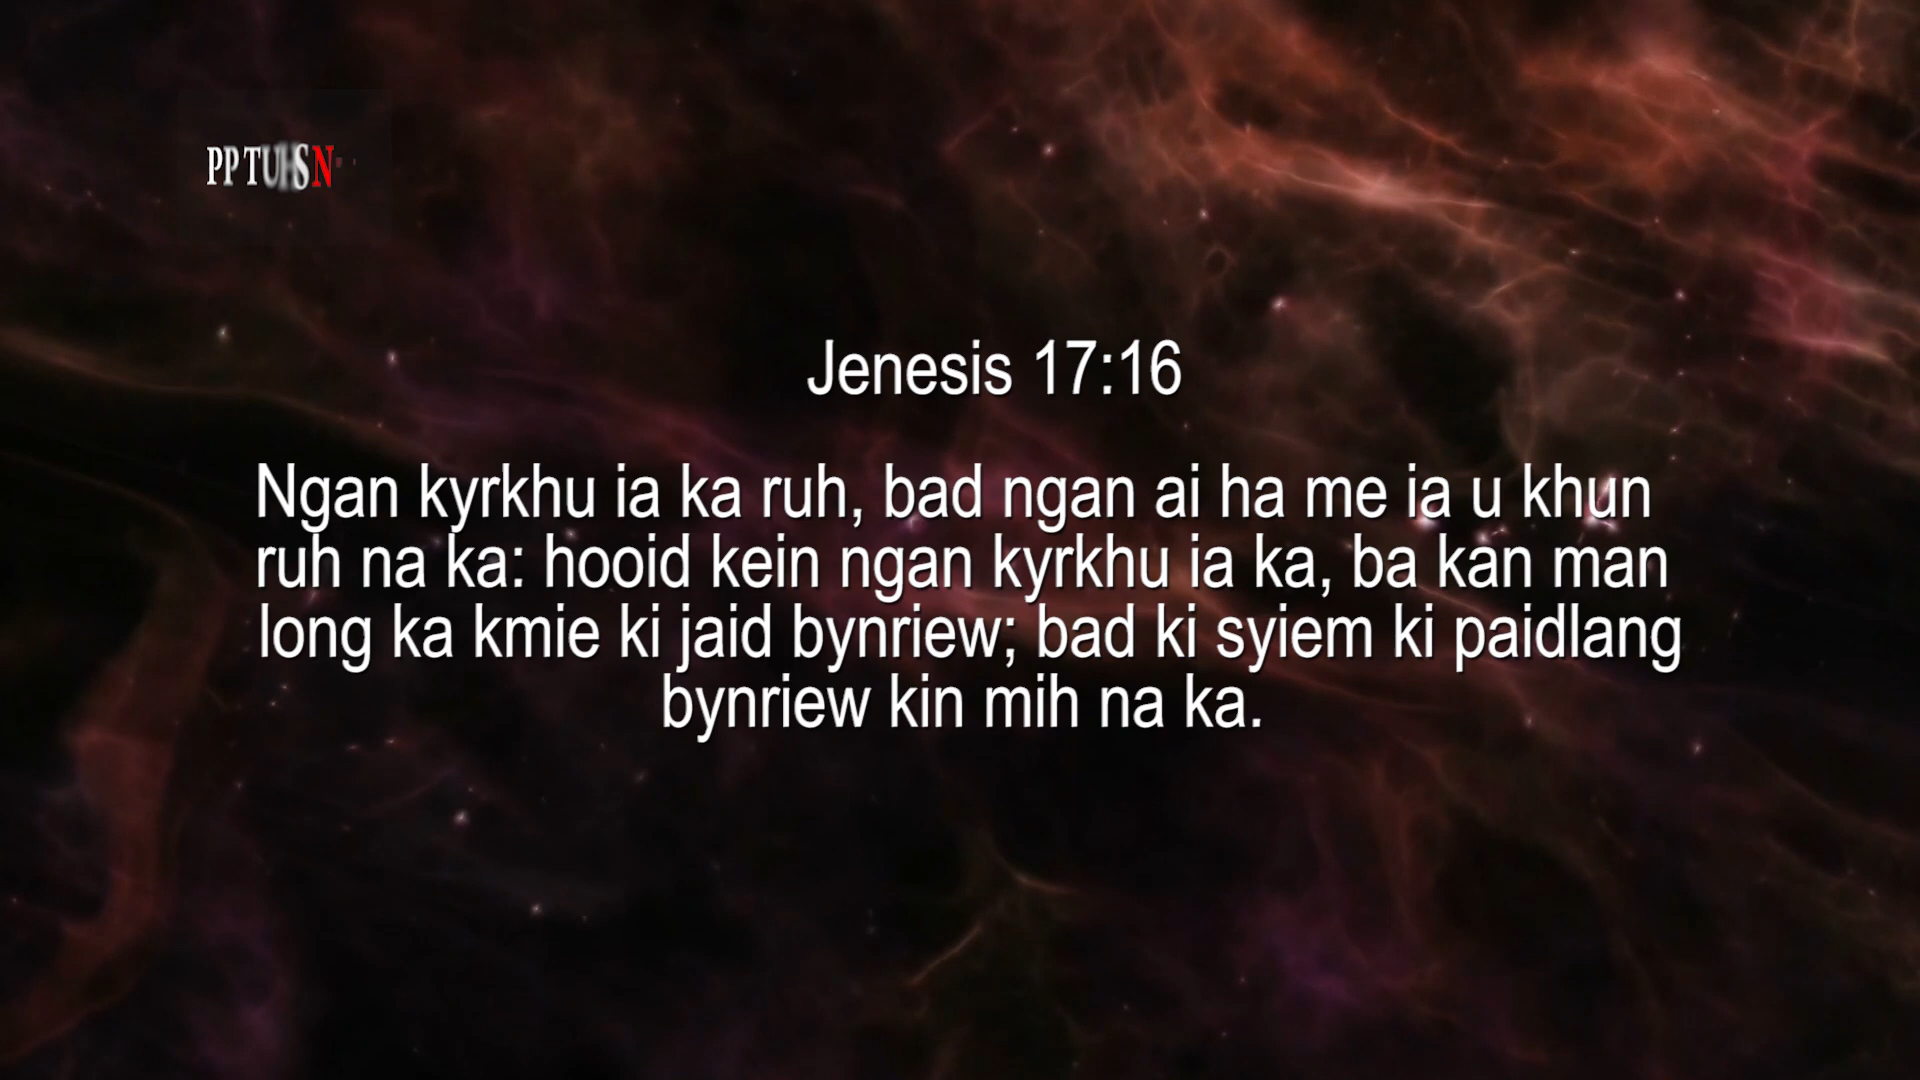 Jenesis 17:16
Ngan kyrkhu ia ka ruh, bad ngan ai ha me ia u khun
ruh na ka: hooid kein ngan kyrkhu ia ka, ba kan man
long ka kmie ki jaid bynriew; bad ki syiem ki paidlang
bynriew kin mih na ka.